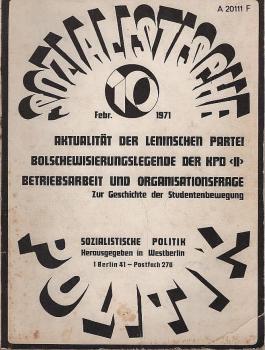 A 20111 F
SOZIALISTISCHE
10
Febr. 1971
AKTUALITÄT DER LENINSCHEN PARTEI
BOLSCHEWISIERUNGSLEGENDE DER KPD <II>
BETRIEBSARBEIT UND ORGANISATIONSFRAGE
Zur Geschichte der Studentenbewegung
SOZIALISTISCHE POLITIK
Herausgegeben in Westberlin
1 Berlin 41 – Postfach 270
POLITIK